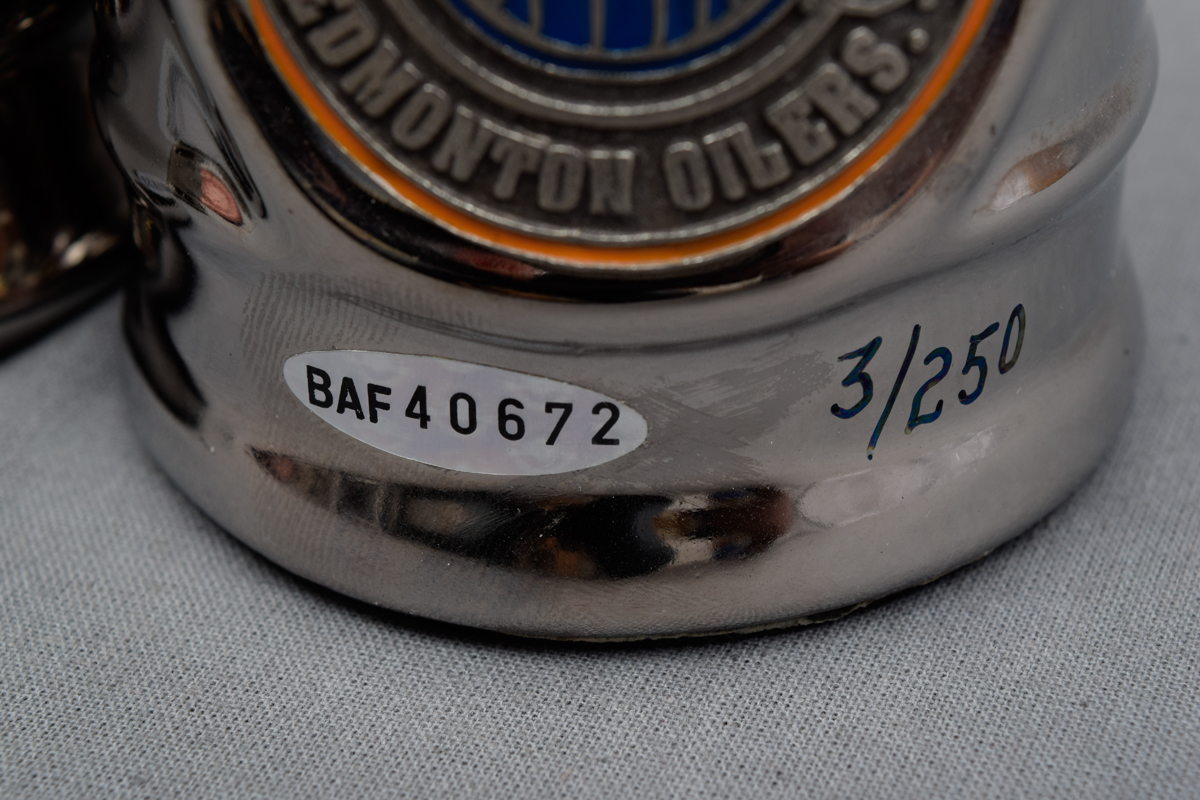 EDMONTON OILERS.
BAF40672
3/250